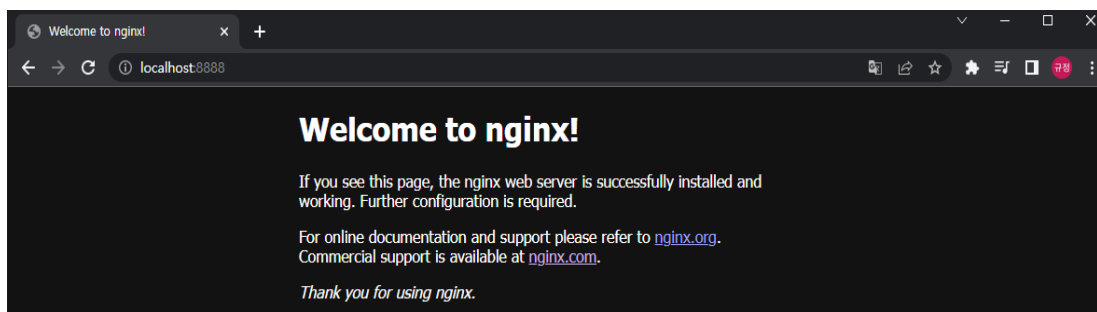 Welcome to nginx!
localhost:8888
규정
Welcome to nginx!
If you see this page, the nginx web server is successfully installed and
working. Further configuration is required.
For online documentation and support please refer to nginx.org.
Commercial support is available at nginx.com.
Thank you for using nginx.